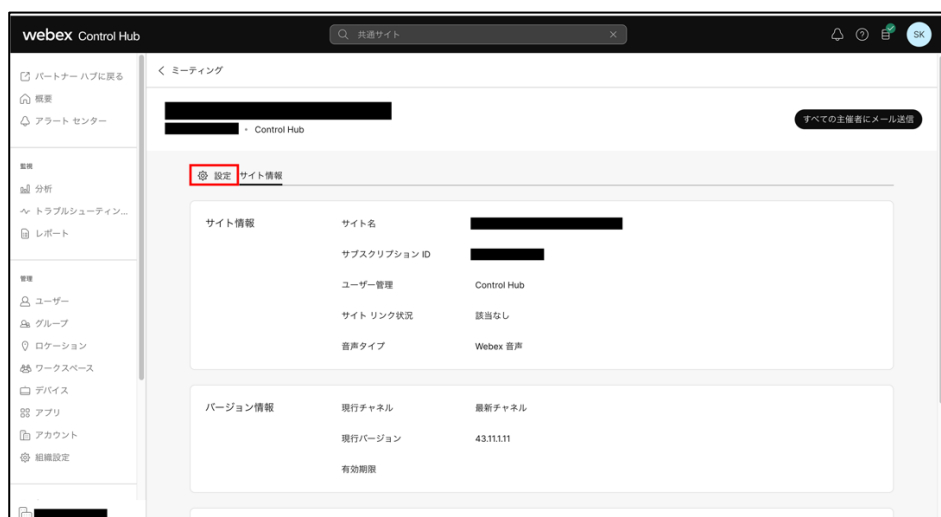 webex Control Hub
共通サイト
SK
パートナー ハブに戻る
概要
アラート センター
監視
分析
トラブルシューティン...
レポート
管理
ユーザー
グループ
ロケーション
ワークスペース
デバイス
アプリ
アカウント
組織設定
ミーティング
・ Control Hub
すべての主催者にメール送信
設定 サイト情報
サイト情報
サイト名
サブスクリプション ID
ユーザー管理 Control Hub
サイト リンク状況 該当なし
音声タイプ Webex 音声
バージョン情報
現行チャネル 最新チャネル
現行バージョン 43.11.1.11
有効期限